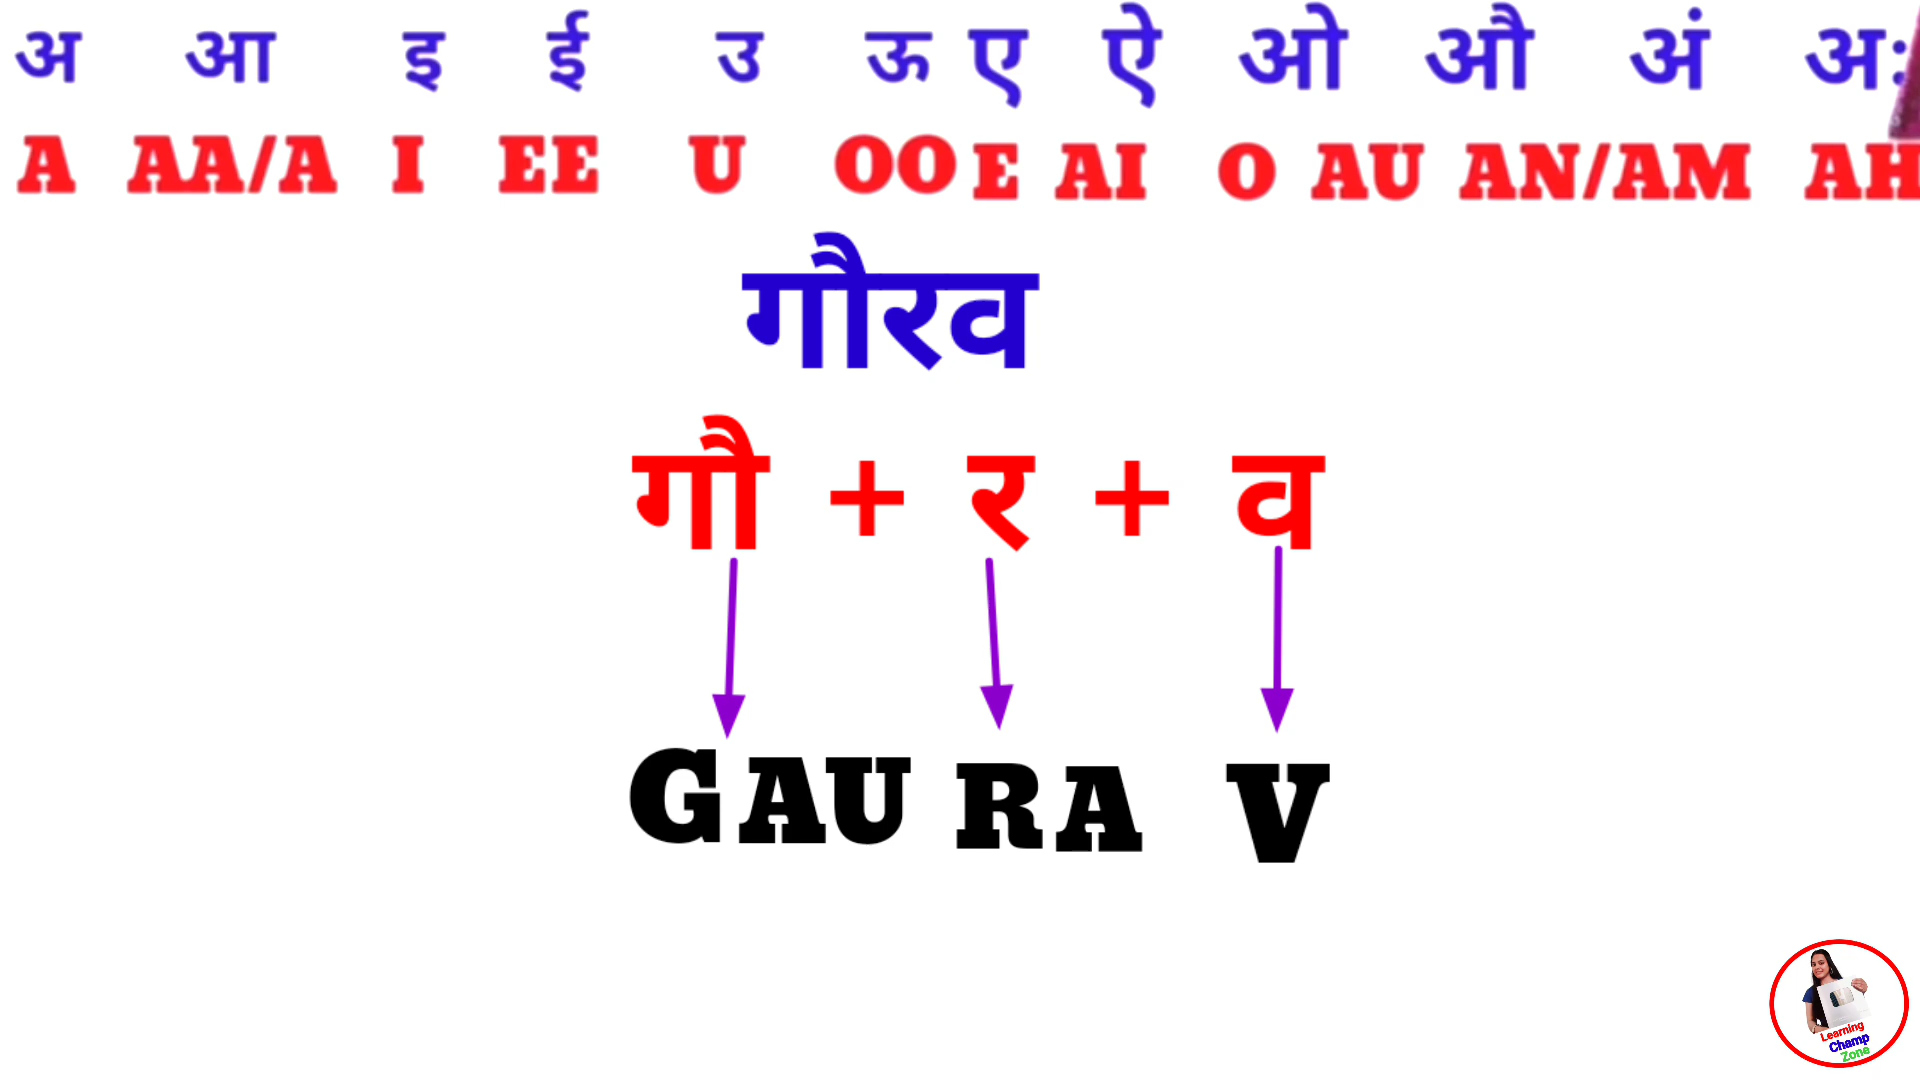 अ आ इ ई उ ऊ ए ऐ ओ औ अं अः
A AA/A I EE U OO E AI O AU AN/AM AH
गौरव
गौ + र + व
GAU RA V
Learning
Champ
Zone